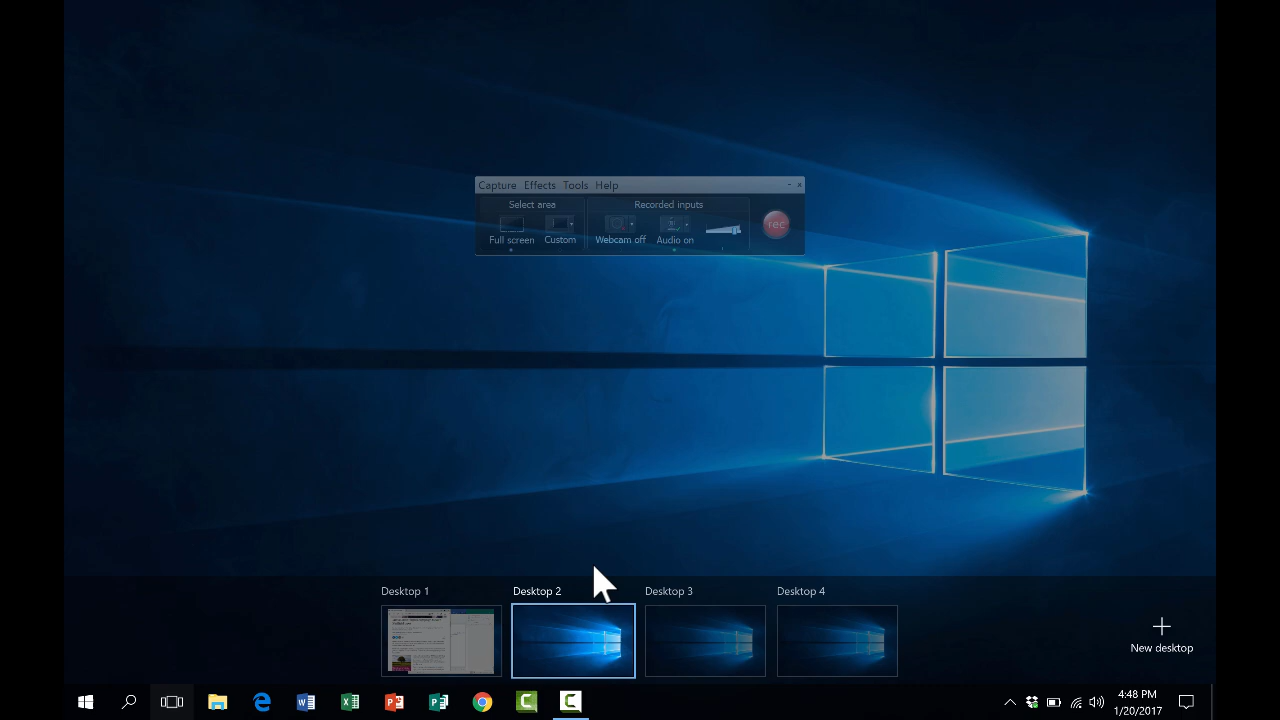 Capture Effects Tools Help
Select area
Recorded inputs
rec
Full screen
Custom
Webcam off
Audio on
Desktop 1
Desktop 2
Desktop 3
Desktop 4
New desktop
4:48 PM
1/20/2017